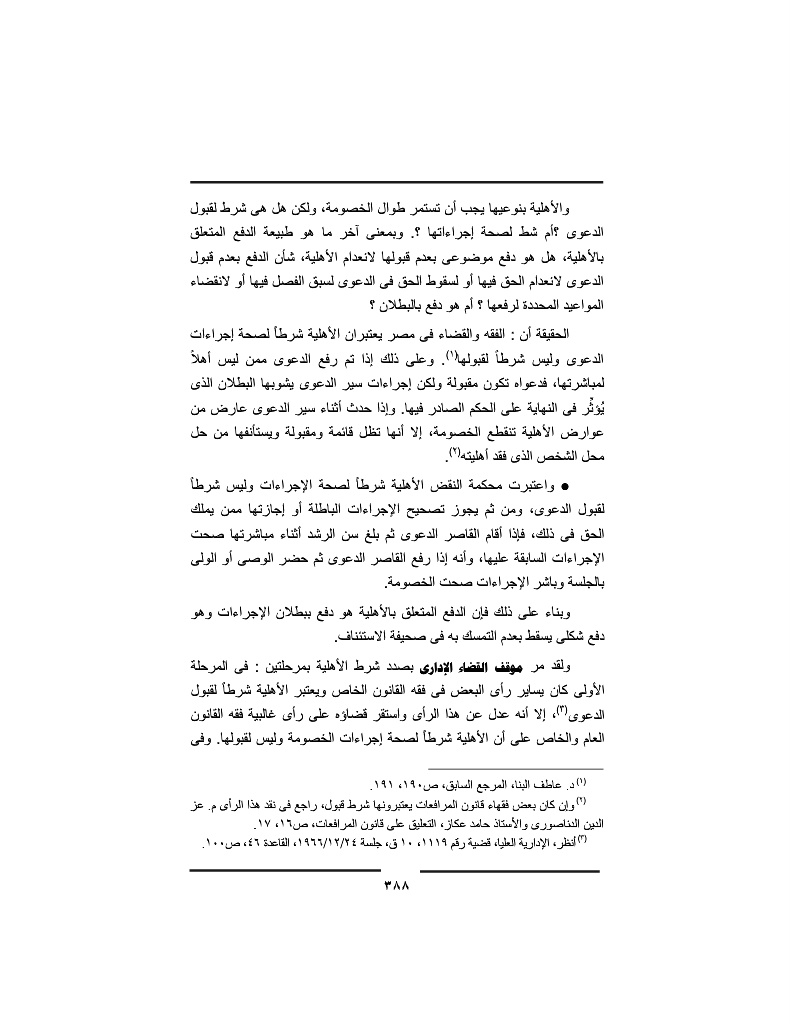 والأهلية بنوعيها يجب أن تستمر طوال الخصومة، ولكن هل هى شرط لقبول
الدعوى ؟أم شط لصحة إجراءاتها ؟. وبمعنى آخر ما هو طبيعة الدفع المتعلق
بالأهلية، هل هو دفع موضوعى بعدم قبولها لانعدام الأهلية، شأن الدفع بعدم قبول
الدعوى لانعدام الحق فيها أو لسقوط الحق فى الدعوى لسبق الفصل فيها أو لانقضاء
المواعيد المحددة لرفعها ؟ أم هو دفع بالبطلان ؟
الحقيقة أن : الفقه والقضاء فى مصر يعتبران الأهلية شرطاً لصحة إجراءات
الدعوى وليس شرطاً لقبولها(١). وعلى ذلك إذا تم رفع الدعوى ممن ليس أهلاً
لمباشرتها، فدعواه تكون مقبولة ولكن إجراءات سير الدعوى يشوبها البطلان الذى
يُؤثِّر فى النهاية على الحكم الصادر فيها. وإذا حدث أثناء سير الدعوى عارض من
عوارض الأهلية تنقطع الخصومة، إلا أنها تظل قائمة ومقبولة ويستأنفها من حل
محل الشخص الذى فقد أهليته(٢).
● واعتبرت محكمة النقض الأهلية شرطاً لصحة الإجراءات وليس شرطاً
لقبول الدعوى، ومن ثم يجوز تصحيح الإجراءات الباطلة أو إجازتها ممن يملك
الحق فى ذلك، فإذا أقام القاصر الدعوى ثم بلغ سن الرشد أثناء مباشرتها صحت
الإجراءات السابقة عليها، وأنه إذا رفع القاصر الدعوى ثم حضر الوصى أو الولى
بالجلسة وباشر الإجراءات صحت الخصومة.
وبناء على ذلك فإن الدفع المتعلق بالأهلية هو دفع ببطلان الإجراءات وهو
دفع شكلى يسقط بعدم التمسك به فى صحيفة الاستئناف.
ولقد مر موقف القضاء الإدارى بصدد شرط الأهلية بمرحلتين : فى المرحلة
الأولى كان يساير رأى البعض فى فقه القانون الخاص ويعتبر الأهلية شرطاً لقبول
الدعوى(٣)، إلا أنه عدل عن هذا الرأى واستقر قضاؤه على رأى غالبية فقه القانون
العام والخاص على أن الأهلية شرطاً لصحة إجراءات الخصومة وليس لقبولها. وفى
(١) د. عاطف البنا، المرجع السابق، ص١٩٠، ١٩١.
(٢) وإن كان بعض فقهاء قانون المرافعات يعتبرونها شرط قبول، راجع فى نقد هذا الرأى م. عز
الدين الدناصورى والأستاذ حامد عكاز، التعليق على قانون المرافعات، ص١٦، ١٧.
(٣) أنظر، الإدارية العليا، قضية رقم ١١١٩، ١٠ ق، جلسة ١٩٦٦/١٢/٢٤، القاعدة ٤٦، ص١٠٠.
٣٨٨